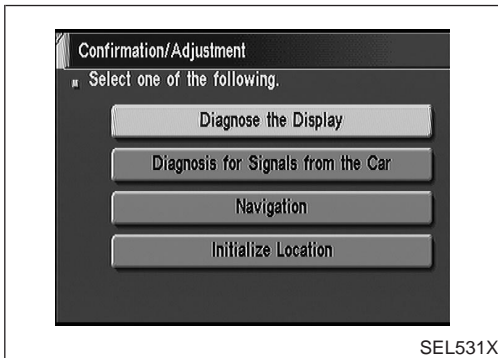 Confirmation/Adjustment
Select one of the following.
Diagnose the Display
Diagnosis for Signals from the Car
Navigation
Initialize Location
SEL531X